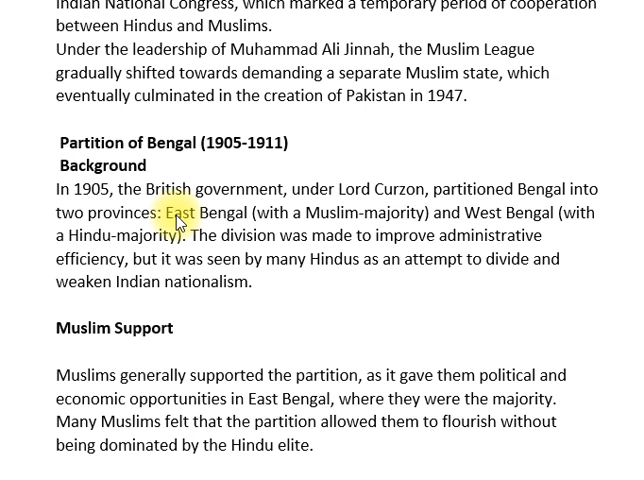 Indian National Congress, which marked a temporary period of cooperation
between Hindus and Muslims.
Under the leadership of Muhammad Ali Jinnah, the Muslim League
gradually shifted towards demanding a separate Muslim state, which
eventually culminated in the creation of Pakistan in 1947.
Partition of Bengal (1905-1911)
Background
In 1905, the British government, under Lord Curzon, partitioned Bengal into
two provinces: East Bengal (with a Muslim-majority) and West Bengal (with
a Hindu-majority). The division was made to improve administrative
efficiency, but it was seen by many Hindus as an attempt to divide and
weaken Indian nationalism.
Muslim Support
Muslims generally supported the partition, as it gave them political and
economic opportunities in East Bengal, where they were the majority.
Many Muslims felt that the partition allowed them to flourish without
being dominated by the Hindu elite.